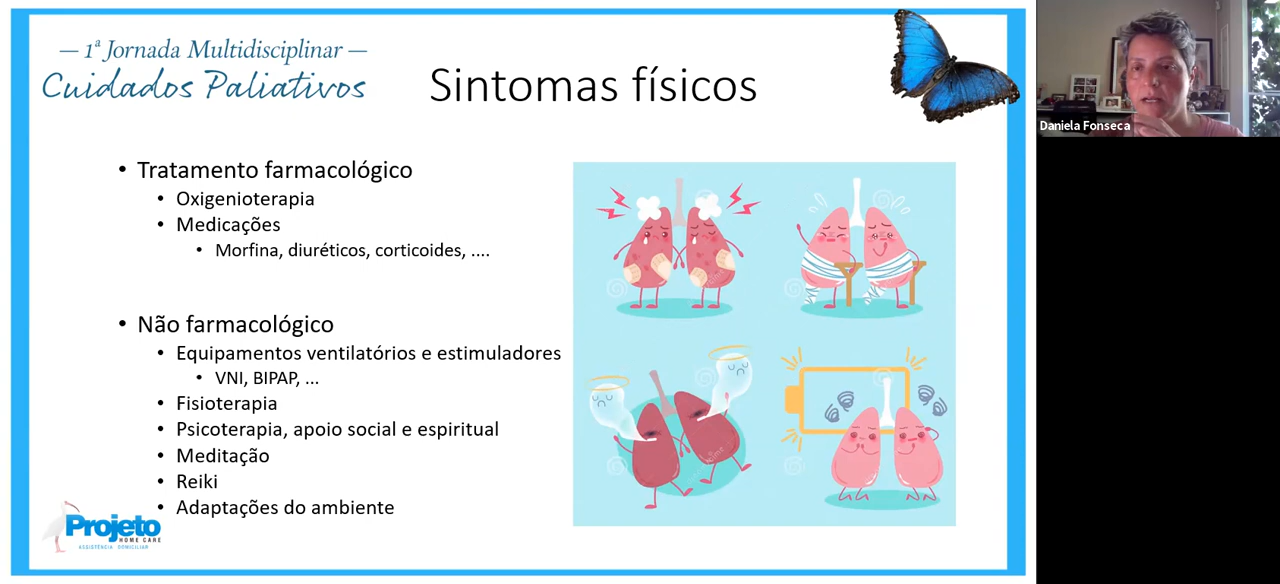 — 1ª Jornada Multidisciplinar —
Cuidados Paliativos
Sintomas físicos
Daniela Fonseca
• Tratamento farmacológico
• Oxigenioterapia
• Medicações
• Morfina, diuréticos, corticoides, ....
• Não farmacológico
• Equipamentos ventilatórios e estimuladores
• VNI, BIPAP, ...
• Fisioterapia
• Psicoterapia, apoio social e espiritual
• Meditação
• Reiki
• Adaptações do ambiente
Projeto
HOME CARE
ASSISTÊNCIA DOMICILIAR